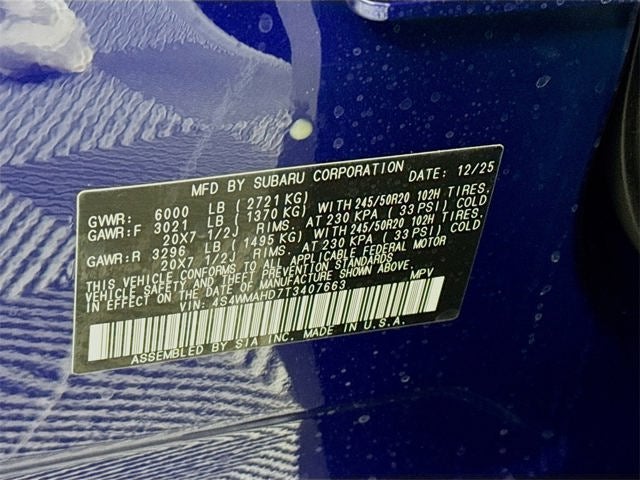 MFD BY SUBARU CORPORATION DATE: 12/25
GVWR: 6000 LB (2721 KG)
GAWR:F 3021 LB (1370 KG) WITH 245/50R20 102H TIRES.
20X7-1/2J RIMS. AT 230 KPA (33 PSI) COLD
GAWR:R 3296 LB (1495 KG) WITH 245/50R20 102H TIRES.
20X7 1/2J RIMS. AT 230 KPA (33 PSI) COLD
THIS VEHICLE CONFORMS TO ALL APPLICABLE FEDERAL MOTOR
VEHICLE SAFETY AND THEFT PREVENTION STANDARDS
IN EFFECT ON THE DATE OF MANUFACTURE SHOWN ABOVE.
VIN: 4S4WMAHD7T3407663 MPV
ASSEMBLED BY SIA INC. MADE IN U.S.A.